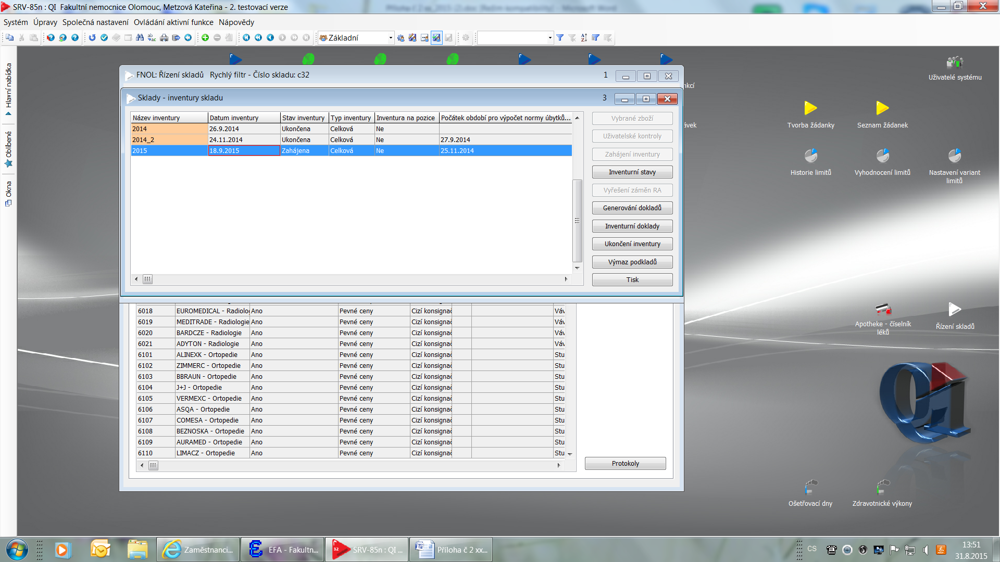 SRV-85n : QI  Fakultní nemocnice Olomouc, Metzová Kateřina - 2. testovací verze
Systém Úpravy Společná nastavení Ovládání aktivní funkce Nápovědy
Základní
Hlavní nabídka
Oblíbené
Okna
FNOL: Řízení skladů   Rychlý filtr - Číslo skladu: c32 1
Sklady - inventury skladu 3
Název inventury Datum inventury Stav inventury Typ inventury Inventura na pozice Počátek období pro výpočet normy úbytků...
2014 26.9.2014 Ukončena Celková Ne
2014_2 24.11.2014 Ukončena Celková Ne 27.9.2014
2015 18.9.2015 Zahájena Celková Ne 25.11.2014
Vybrané zboží
Uživatelské kontroly
Zahájení inventury
Inventurní stavy
Vyřešení záměn RA
Generování dokladů
Inventurní doklady
Ukončení inventury
Výmaz podkladů
Tisk
6018 EUROMEDICAL - Radiolog Ano Pevné ceny Cizí konsignač Váv
6019 MEDITRADE - Radiologie Ano Pevné ceny Cizí konsignač Váv
6020 BARDCZE - Radiologie Ano Pevné ceny Cizí konsignač Váv
6021 ADYTON - Radiologie Ano Pevné ceny Cizí konsignač Váv
6101 ALINEXK - Ortopedie Ano Pevné ceny Cizí konsignač Stu
6102 ZIMMERC - Ortopedie Ano Pevné ceny Cizí konsignač Stu
6103 BBRAUN - Ortopedie Ano Pevné ceny Cizí konsignač Stu
6104 J+J - Ortopedie Ano Pevné ceny Cizí konsignač Stu
6105 VERMEXC - Ortopedie Ano Pevné ceny Cizí konsignač Stu
6106 ASQA - Ortopedie Ano Pevné ceny Cizí konsignač Stu
6107 COMESA - Ortopedie Ano Pevné ceny Cizí konsignač Stu
6108 BEZNOSKA - Ortopedie Ano Pevné ceny Cizí konsignač Stu
6109 AURAMED - Ortopedie Ano Pevné ceny Cizí konsignač Stu
6110 LIMACZ - Ortopedie Ano Pevné ceny Cizí konsignač Stu
Protokoly
nkcí
ávek
Uživatelé systému
Tvorba žádanky Seznam žádanek
Historie limitů Vyhodnocení limitů Nastavení variant
limitů
Apotheke - číselník
léků
Řízení skladů
Ošetřovací dny Zdravotnické výkony
Zaměstnanci... EFA - Fakultn... SRV-85n : QI ... Příloha č 2 xx...
CS
13:51
31.8.2015